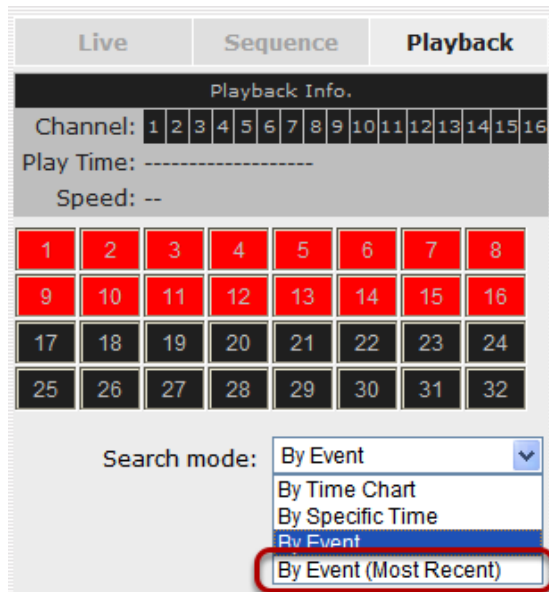 Live Sequence Playback
Playback Info.
Channel: 1 2 3 4 5 6 7 8 9 10 11 12 13 14 15 16
Play Time: -------------------
Speed: --
1 2 3 4 5 6 7 8
9 10 11 12 13 14 15 16
17 18 19 20 21 22 23 24
25 26 27 28 29 30 31 32
Search mode: By Event
By Time Chart
By Specific Time
By Event
By Event (Most Recent)